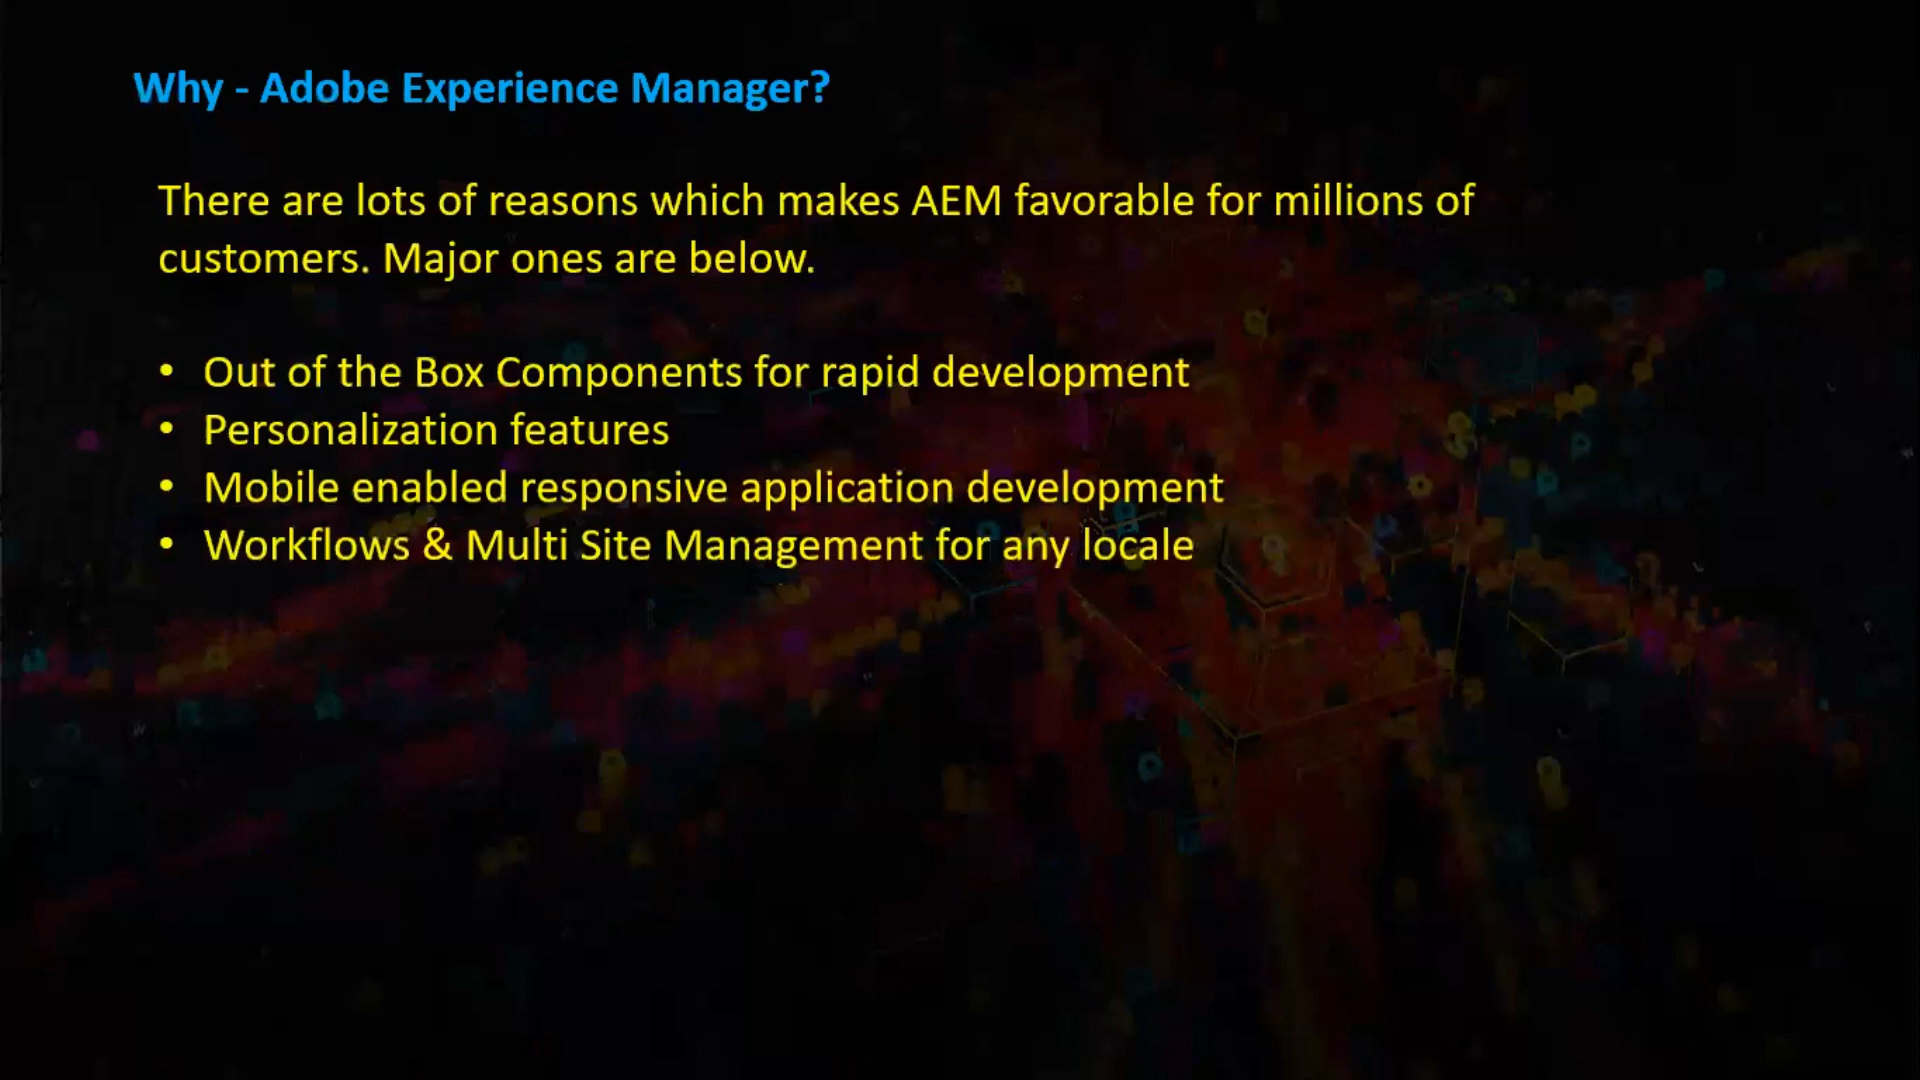 Why - Adobe Experience Manager?
There are lots of reasons which makes AEM favorable for millions of
customers. Major ones are below.
• Out of the Box Components for rapid development
• Personalization features
• Mobile enabled responsive application development
• Workflows & Multi Site Management for any locale